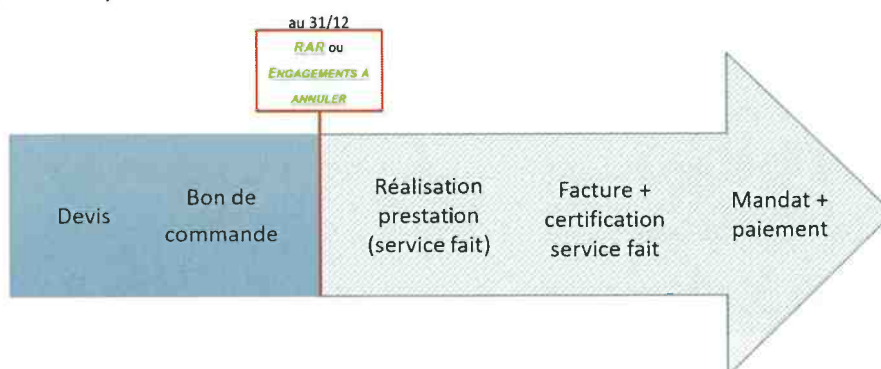 au 31/12
RAR ou
ENGAGEMENTS A
ANNULER
Devis
Bon de
commande
Réalisation
prestation
(service fait)
Facture +
certification
service fait
Mandat +
paiement